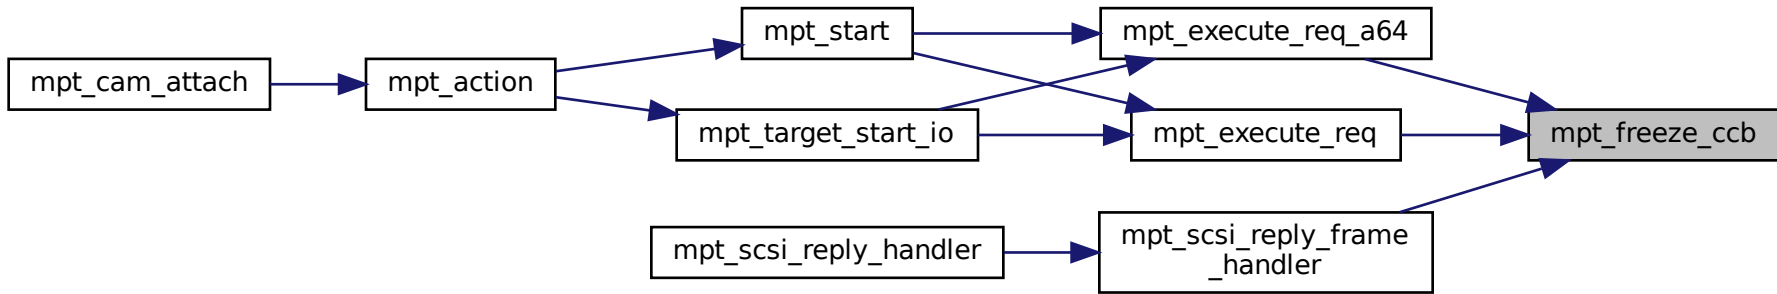 mpt_start
mpt_execute_req_a64
mpt_cam_attach
mpt_action
mpt_target_start_io
mpt_execute_req
mpt_freeze_ccb
mpt_scsi_reply_handler
mpt_scsi_reply_frame
_handler